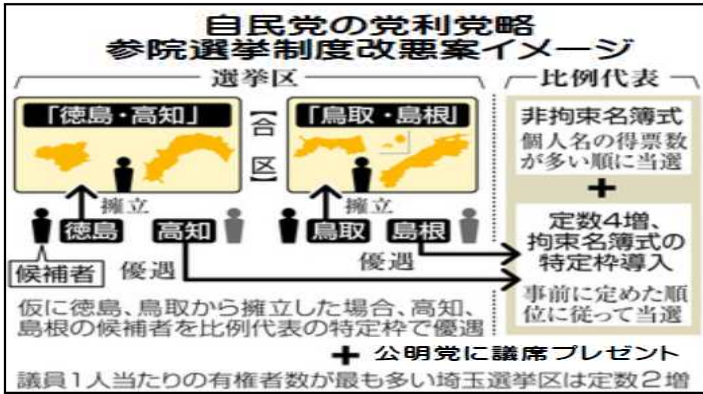 自民党の党利党略
参院選挙制度改悪案イメージ
選挙区
「徳島・高知」
【合区】
「鳥取・島根」
擁立
擁立
徳島
高知
鳥取
島根
候補者
優遇
優遇
比例代表
非拘束名簿式
個人名の得票数
が多い順に当選
+
定数4増、
拘束名簿式の
特定枠導入
事前に定めた順
位に従って当選
仮に徳島、鳥取から擁立した場合、高知、
島根の候補者を比例代表の特定枠で優遇
+ 公明党に議席プレゼント
議員1人当たりの有権者数が最も多い埼玉選挙区は定数2増